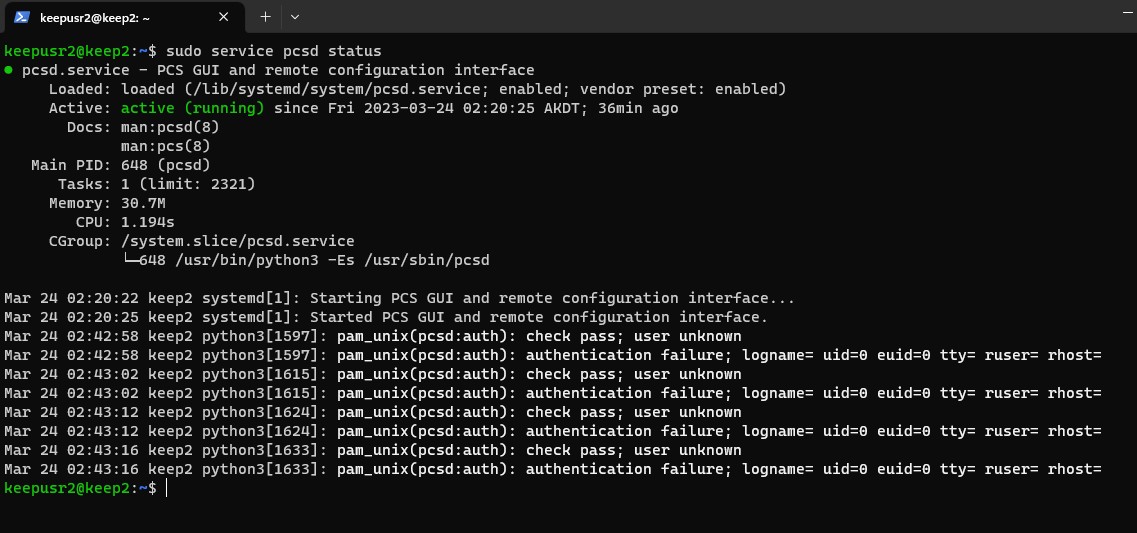 keepusr2@keep2: ~
keepusr2@keep2:~$ sudo service pcsd status
● pcsd.service - PCS GUI and remote configuration interface
Loaded: loaded (/lib/systemd/system/pcsd.service; enabled; vendor preset: enabled)
Active: active (running) since Fri 2023-03-24 02:20:25 AKDT; 36min ago
Docs: man:pcsd(8)
man:pcs(8)
Main PID: 648 (pcsd)
Tasks: 1 (limit: 2321)
Memory: 30.7M
CPU: 1.194s
CGroup: /system.slice/pcsd.service
└─648 /usr/bin/python3 -Es /usr/sbin/pcsd
Mar 24 02:20:22 keep2 systemd[1]: Starting PCS GUI and remote configuration interface...
Mar 24 02:20:25 keep2 systemd[1]: Started PCS GUI and remote configuration interface.
Mar 24 02:42:58 keep2 python3[1597]: pam_unix(pcsd:auth): check pass; user unknown
Mar 24 02:42:58 keep2 python3[1597]: pam_unix(pcsd:auth): authentication failure; logname= uid=0 euid=0 tty= ruser= rhost=
Mar 24 02:43:02 keep2 python3[1615]: pam_unix(pcsd:auth): check pass; user unknown
Mar 24 02:43:02 keep2 python3[1615]: pam_unix(pcsd:auth): authentication failure; logname= uid=0 euid=0 tty= ruser= rhost=
Mar 24 02:43:12 keep2 python3[1624]: pam_unix(pcsd:auth): check pass; user unknown
Mar 24 02:43:12 keep2 python3[1624]: pam_unix(pcsd:auth): authentication failure; logname= uid=0 euid=0 tty= ruser= rhost=
Mar 24 02:43:16 keep2 python3[1633]: pam_unix(pcsd:auth): check pass; user unknown
Mar 24 02:43:16 keep2 python3[1633]: pam_unix(pcsd:auth): authentication failure; logname= uid=0 euid=0 tty= ruser= rhost=
keepusr2@keep2:~$